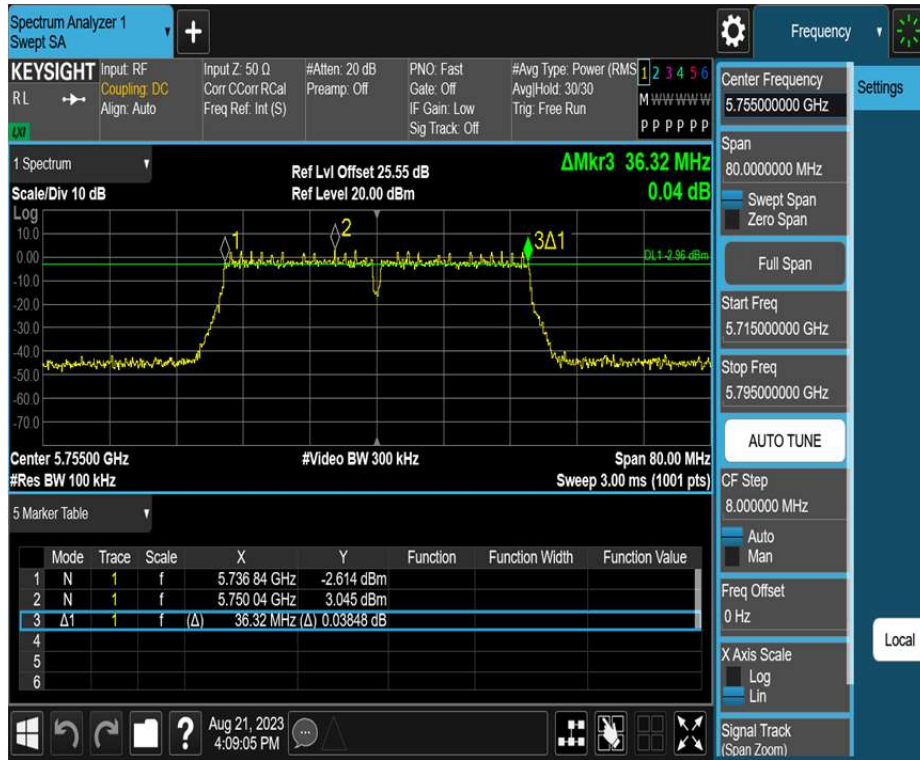 Spectrum Analyzer 1
Swept SA
+
Frequency
KEYSIGHT
RL
LXI
Input: RF
Coupling: DC
Align: Auto
Input Z: 50 Ω
Corr CCorr RCal
Freq Ref: Int (S)
#Atten: 20 dB
Preamp: Off
PNO: Fast
Gate: Off
IF Gain: Low
Sig Track: Off
#Avg Type: Power (RMS
Avg|Hold: 30/30
Trig: Free Run
1 2 3 4 5 6
M W W W W W
P P P P P P
Center Frequency
5.755000000 GHz
Settings
Span
80.0000000 MHz
Swept Span
Zero Span
Full Span
Start Freq
5.715000000 GHz
Stop Freq
5.795000000 GHz
AUTO TUNE
CF Step
8.000000 MHz
Auto
Man
Freq Offset
0 Hz
X Axis Scale
Log
Lin
Signal Track
(Span Zoom)
Local
1 Spectrum
Scale/Div 10 dB
Log
Ref Lvl Offset 25.55 dB
Ref Level 20.00 dBm
ΔMkr3 36.32 MHz
0.04 dB
10.0
0.00
-10.0
-20.0
-30.0
-40.0
-50.0
-60.0
-70.0
1
2
3Δ1
DL1 -2.96 dBm
Center 5.75500 GHz
#Video BW 300 kHz
Span 80.00 MHz
#Res BW 100 kHz
Sweep 3.00 ms (1001 pts)
5 Marker Table
Mode Trace Scale X Y Function Function Width Function Value
1 N 1 f 5.736 84 GHz -2.614 dBm
2 N 1 f 5.750 04 GHz 3.045 dBm
3 Δ1 1 f (Δ) 36.32 MHz (Δ) 0.03848 dB
4
5
6
?
Aug 21, 2023
4:09:05 PM